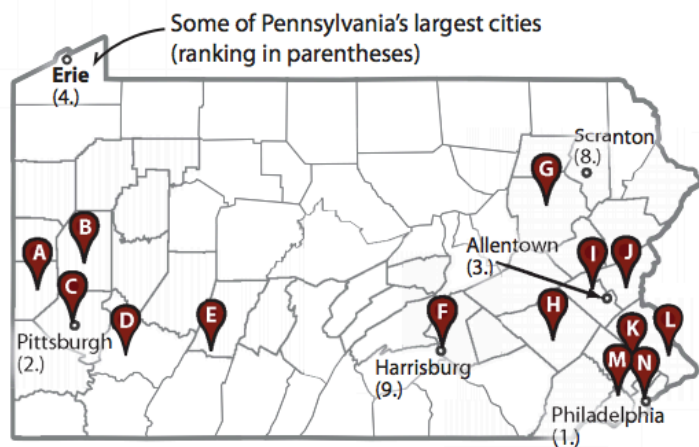 Some of Pennsylvania's largest cities
(ranking in parentheses)
Erie
(4.)
Scranton
(8.)
G
B
A
Allentown
(3.)
I
J
C
D
E
F
H
L
K
Pittsburgh
(2.)
M
N
Harrisburg
(9.)
Philadelphia
(1.)